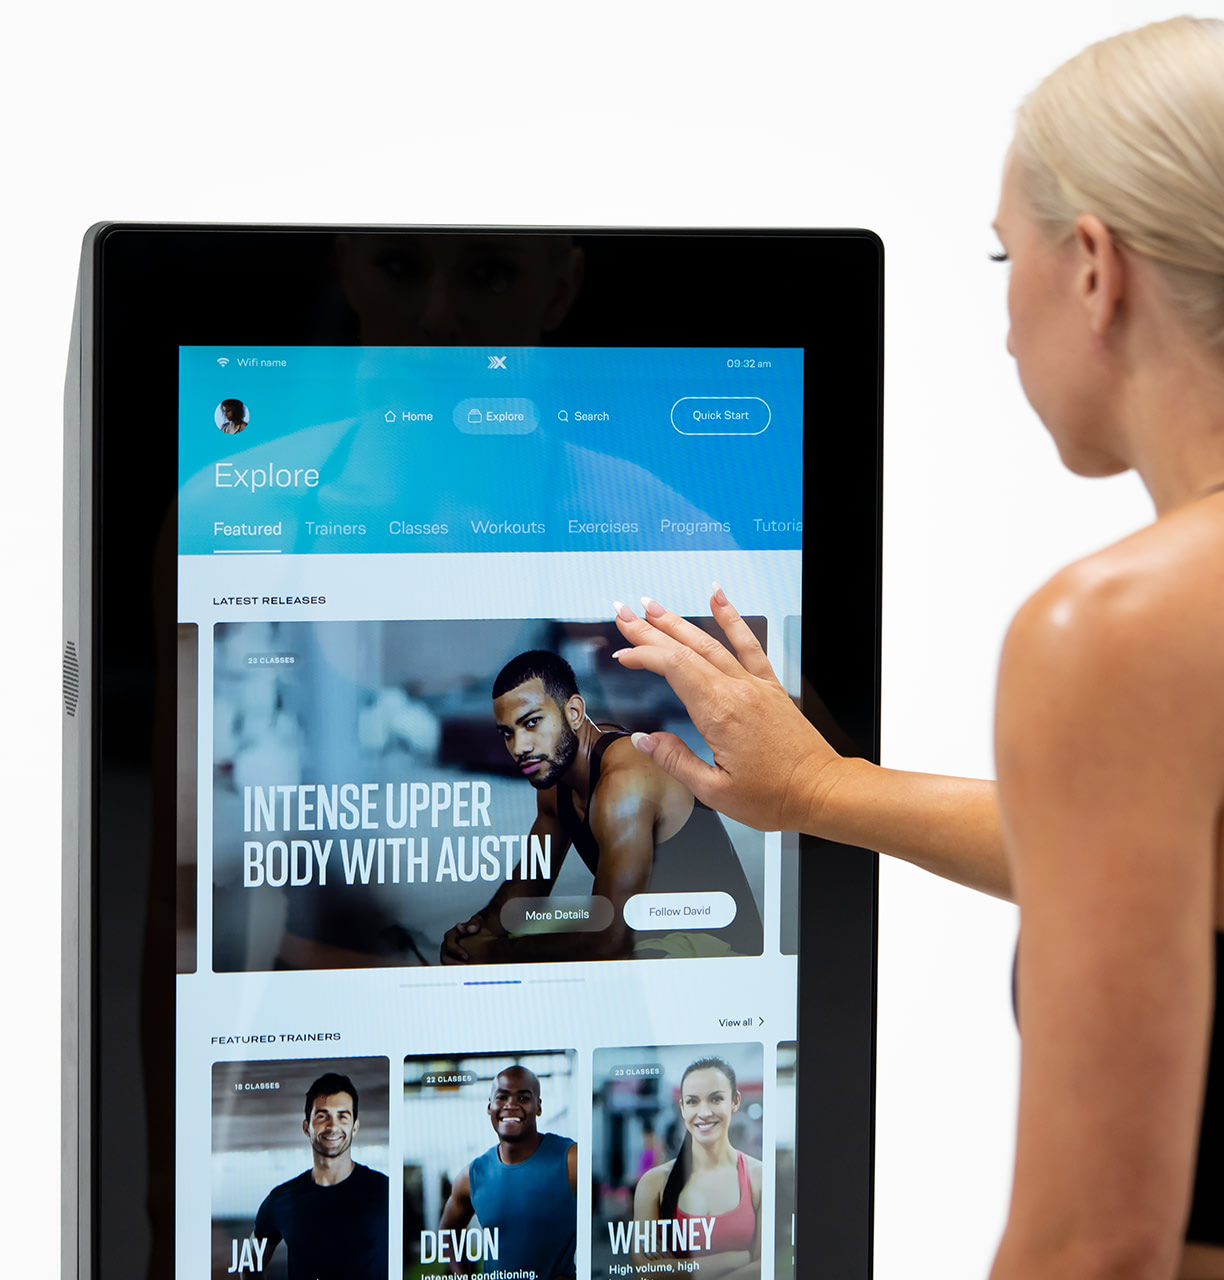 Wifi name
09:32 am
Home
Explore
Search
Quick Start
Explore
Featured
Trainers
Classes
Workouts
Exercises
Programs
Tutoria
LATEST RELEASES
23 CLASSES
INTENSE UPPER
BODY WITH AUSTIN
More Details
Follow David
View all
FEATURED TRAINERS
18 CLASSES
22 CLASSES
23 CLASSES
JAY
DEVON
Intensive conditioning.
WHITNEY
High volume, high